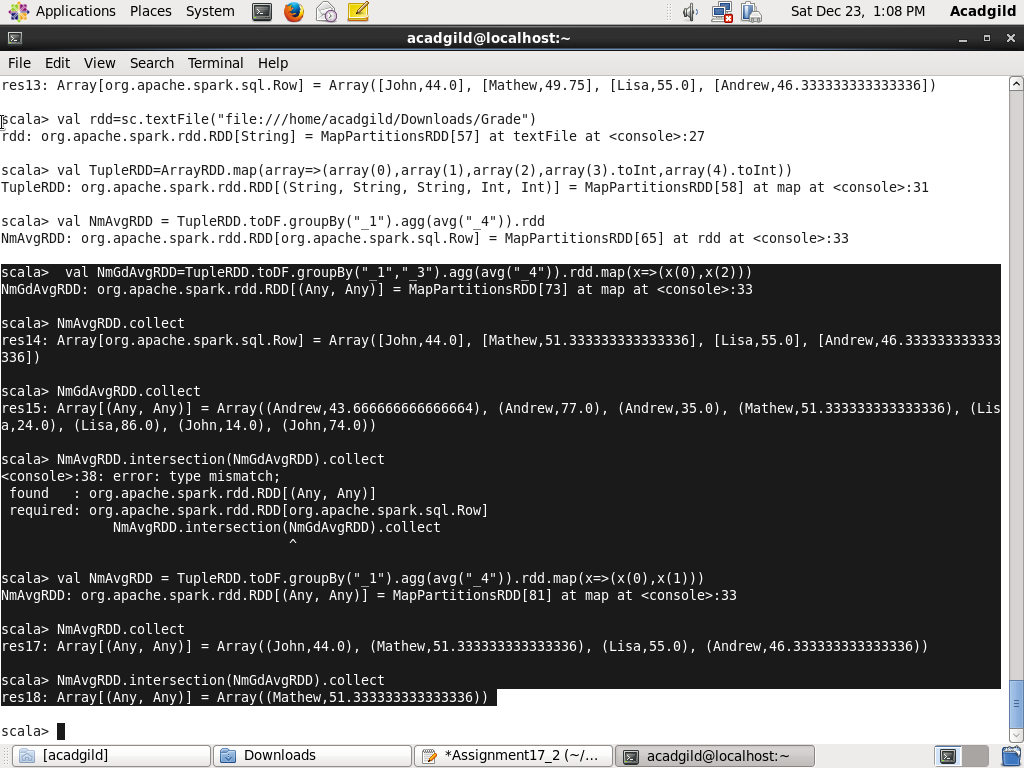 Applications Places System Sat Dec 23, 1:08 PM Acadgild
acadgild@localhost:~
File Edit View Search Terminal Help
res13: Array[org.apache.spark.sql.Row] = Array([John,44.0], [Mathew,49.75], [Lisa,55.0], [Andrew,46.333333333333336])
scala> val rdd=sc.textFile("file:///home/acadgild/Downloads/Grade")
rdd: org.apache.spark.rdd.RDD[String] = MapPartitionsRDD[57] at textFile at <console>:27
scala> val TupleRDD=ArrayRDD.map(array=>(array(0),array(1),array(2),array(3).toInt,array(4).toInt))
TupleRDD: org.apache.spark.rdd.RDD[(String, String, String, Int, Int)] = MapPartitionsRDD[58] at map at <console>:31
scala> val NmAvgRDD = TupleRDD.toDF.groupBy("_1").agg(avg("_4")).rdd
NmAvgRDD: org.apache.spark.rdd.RDD[org.apache.spark.sql.Row] = MapPartitionsRDD[65] at rdd at <console>:33
scala>  val NmGdAvgRDD=TupleRDD.toDF.groupBy("_1","_3").agg(avg("_4")).rdd.map(x=>(x(0),x(2)))
NmGdAvgRDD: org.apache.spark.rdd.RDD[(Any, Any)] = MapPartitionsRDD[73] at map at <console>:33
scala> NmAvgRDD.collect
res14: Array[org.apache.spark.sql.Row] = Array([John,44.0], [Mathew,51.333333333333336], [Lisa,55.0], [Andrew,46.333333333333
336])
scala> NmGdAvgRDD.collect
res15: Array[(Any, Any)] = Array((Andrew,43.666666666666664), (Andrew,77.0), (Andrew,35.0), (Mathew,51.333333333333336), (Lis
a,24.0), (Lisa,86.0), (John,14.0), (John,74.0))
scala> NmAvgRDD.intersection(NmGdAvgRDD).collect
<console>:38: error: type mismatch;
 found   : org.apache.spark.rdd.RDD[(Any, Any)]
 required: org.apache.spark.rdd.RDD[org.apache.spark.sql.Row]
              NmAvgRDD.intersection(NmGdAvgRDD).collect
                                    ^
scala> val NmAvgRDD = TupleRDD.toDF.groupBy("_1").agg(avg("_4")).rdd.map(x=>(x(0),x(1)))
NmAvgRDD: org.apache.spark.rdd.RDD[(Any, Any)] = MapPartitionsRDD[81] at map at <console>:33
scala> NmAvgRDD.collect
res17: Array[(Any, Any)] = Array((John,44.0), (Mathew,51.333333333333336), (Lisa,55.0), (Andrew,46.333333333333336))
scala> NmAvgRDD.intersection(NmGdAvgRDD).collect
res18: Array[(Any, Any)] = Array((Mathew,51.333333333333336))
scala>
[acadgild] Downloads *Assignment17_2 (~/... acadgild@localhost:~